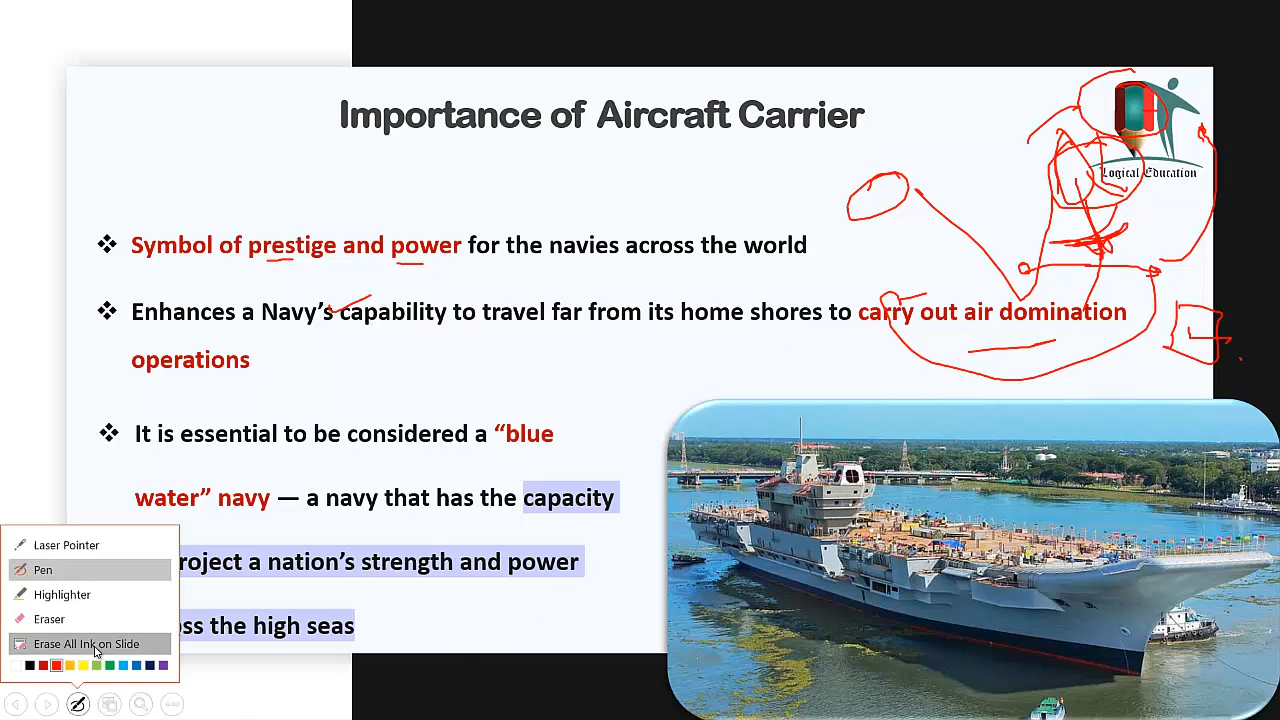 Importance of Aircraft Carrier
Logical Education
❖ Symbol of prestige and power for the navies across the world
❖ Enhances a Navy’s capability to travel far from its home shores to carry out air domination
operations
❖ It is essential to be considered a “blue
water” navy — a navy that has the capacity
roject a nation’s strength and power
oss the high seas
Laser Pointer
Pen
Highlighter
Eraser
Erase All Ink on Slide